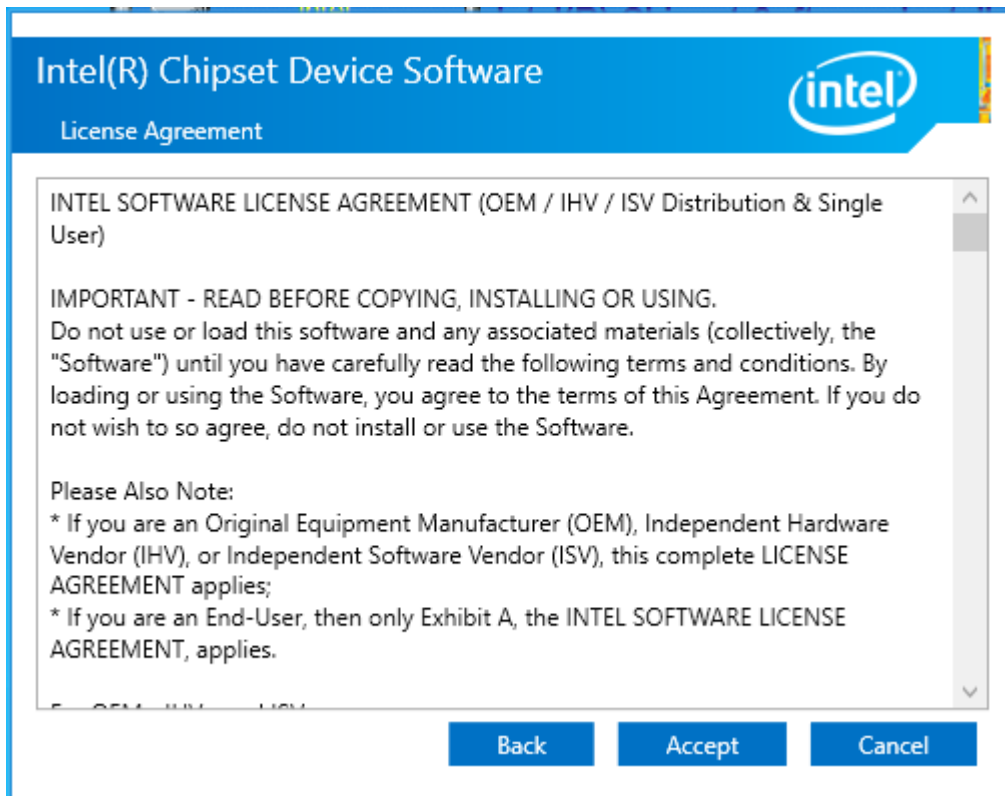 Intel(R) Chipset Device Software
intel
License Agreement
INTEL SOFTWARE LICENSE AGREEMENT (OEM / IHV / ISV Distribution & Single
User)
IMPORTANT - READ BEFORE COPYING, INSTALLING OR USING.
Do not use or load this software and any associated materials (collectively, the
"Software") until you have carefully read the following terms and conditions. By
loading or using the Software, you agree to the terms of this Agreement. If you do
not wish to so agree, do not install or use the Software.
Please Also Note:
* If you are an Original Equipment Manufacturer (OEM), Independent Hardware
Vendor (IHV), or Independent Software Vendor (ISV), this complete LICENSE
AGREEMENT applies;
* If you are an End-User, then only Exhibit A, the INTEL SOFTWARE LICENSE
AGREEMENT, applies.
Back Accept Cancel